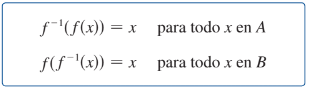 f⁻¹(f(x)) = x para todo x en A
f(f⁻¹(x)) = x para todo x en B